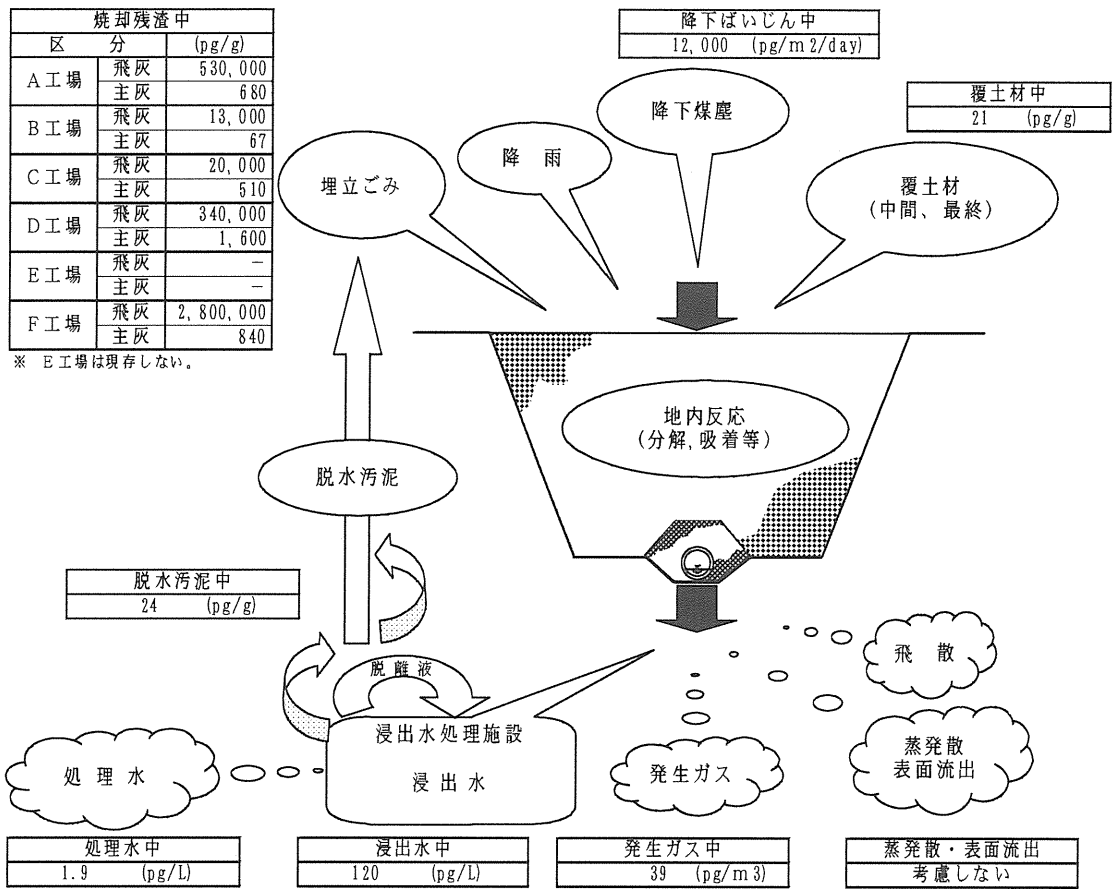 焼却残渣中
区 分 (pg/g)
A工場 飛灰 530,000
主灰 680
B工場 飛灰 13,000
主灰 67
C工場 飛灰 20,000
主灰 510
D工場 飛灰 340,000
主灰 1,600
E工場 飛灰 −
主灰 −
F工場 飛灰 2,800,000
主灰 840
※ E工場は現存しない。
降下ばいじん中
12,000 (pg/m2/day)
覆土材中
21 (pg/g)
埋立ごみ
降 雨
降下煤塵
覆土材
(中間、最終)
地内反応
(分解,吸着等)
脱水汚泥
脱水汚泥中
24 (pg/g)
脱離液
浸出水処理施設
浸出水
処理水
発生ガス
飛 散
蒸発散
表面流出
処理水中
1.9 (pg/L)
浸出水中
120 (pg/L)
発生ガス中
39 (pg/m3)
蒸発散・表面流出
考慮しない